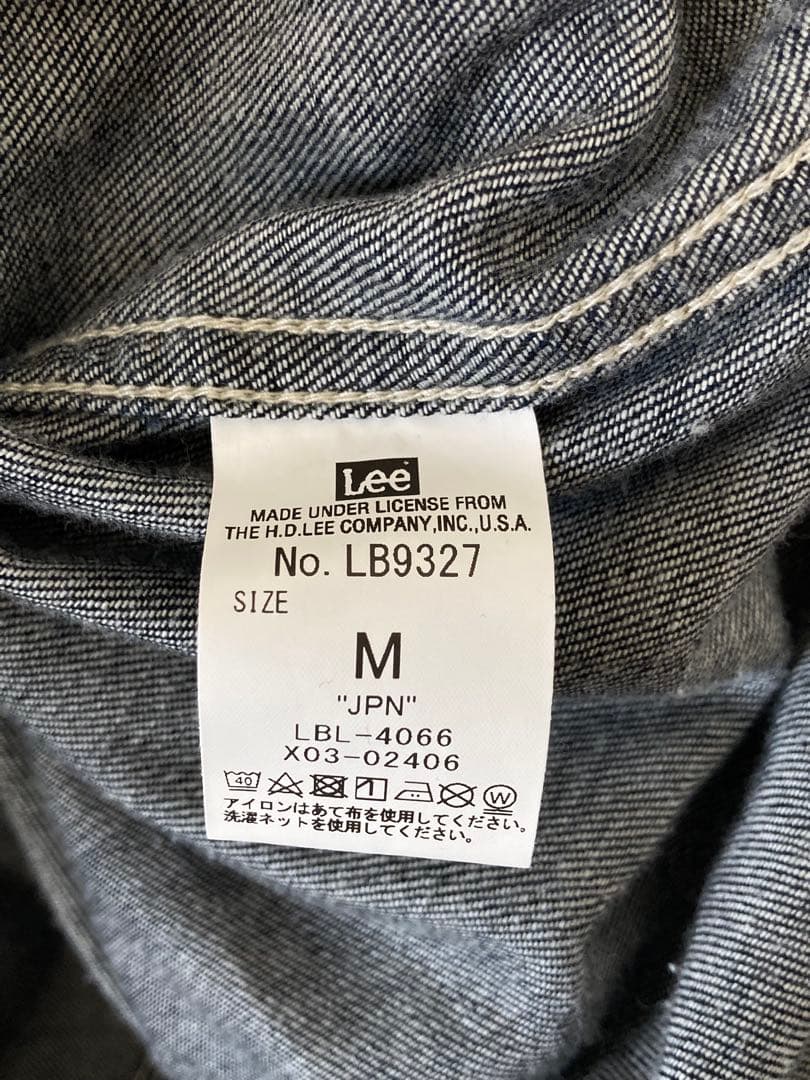 Lee
MADE UNDER LICENSE FROM
THE H.D.LEE COMPANY,INC.,U.S.A.
No. LB9327
SIZE
M
"JPN"
LBL-4066
X03-02406
40 W
アイロンはあて布を使用してください。
洗濯ネットを使用してください。